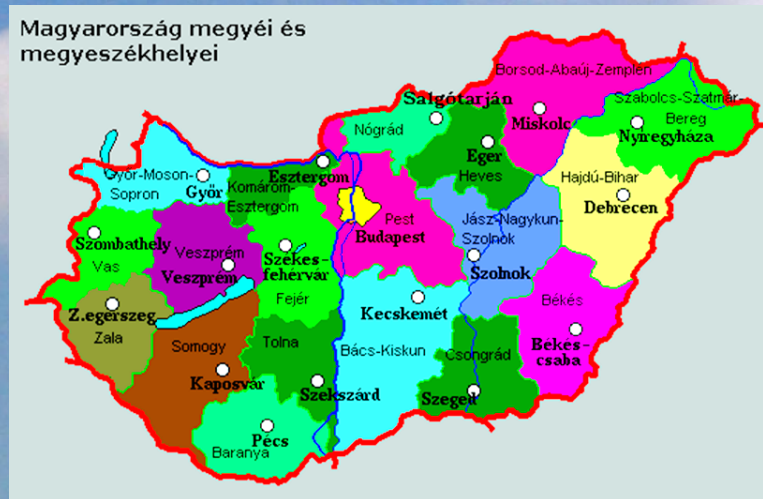 Magyarország megyéi és
megyeszékhelyei
Borsod-Abaúj-Zemplén
Miskolc
Szabolcs-Szatmár-
Bereg
Nyíregyháza
Salgótarján
Nógrád
Eger
Heves
Hajdú-Bihar
Debrecen
Győr-Moson-
Sopron
Győr
Komárom-
Esztergom
Esztergom
Pest
Budapest
Jász-Nagykun-
Szolnok
Szolnok
Szombathely
Vas
Veszprém
Veszprém
Székes-
fehérvár
Fejér
Z.egerszeg
Zala
Somogy
Kaposvár
Tolna
Szekszárd
Kecskemét
Bács-Kiskun
Csongrád
Szeged
Békés
Békés-
csaba
Pécs
Baranya